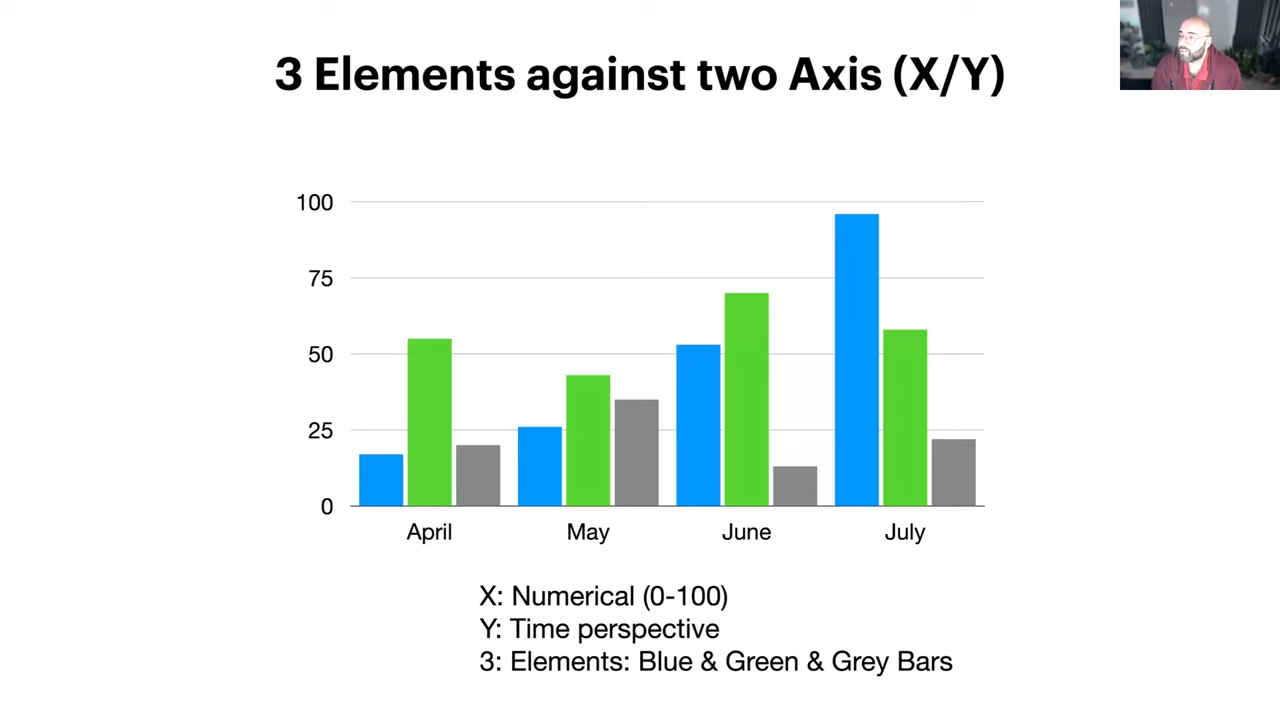 3 Elements against two Axis (X/Y)
100
75
50
25
0
April May June July
X: Numerical (0-100)
Y: Time perspective
3: Elements: Blue & Green & Grey Bars